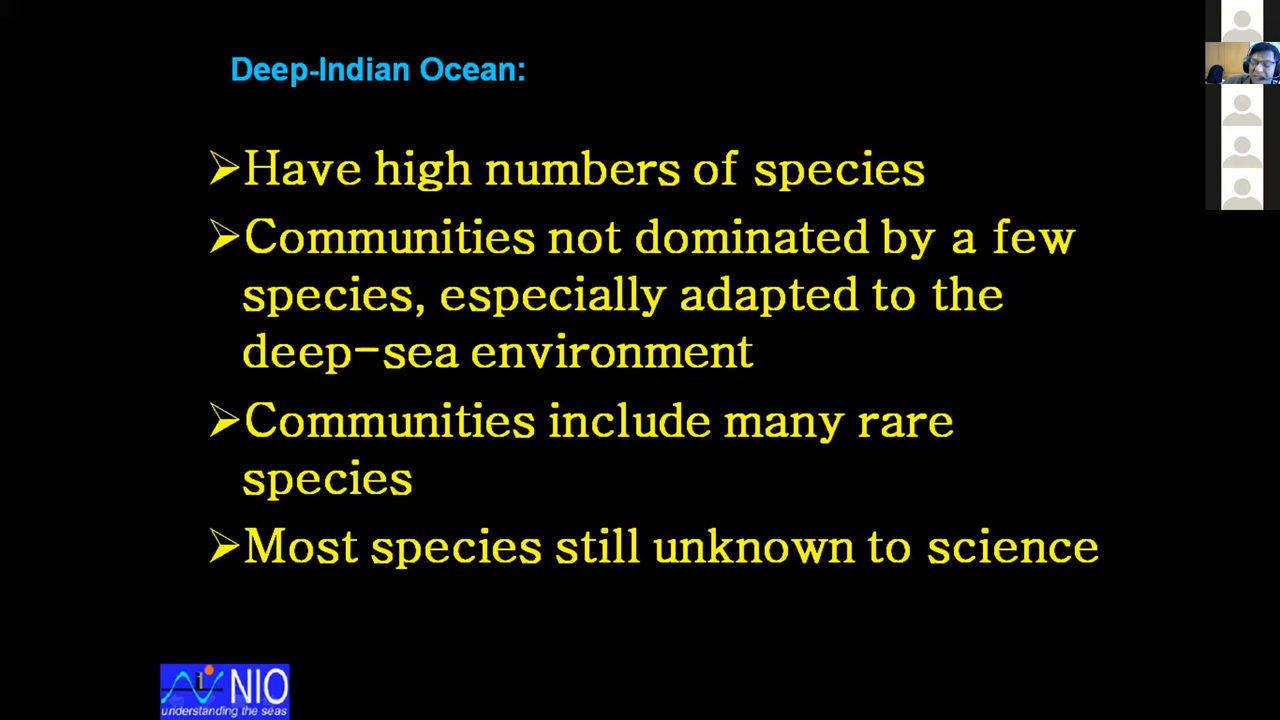 Deep-Indian Ocean:
➢Have high numbers of species
➢Communities not dominated by a few
species, especially adapted to the
deep-sea environment
➢Communities include many rare
species
➢Most species still unknown to science
NIO
understanding the seas